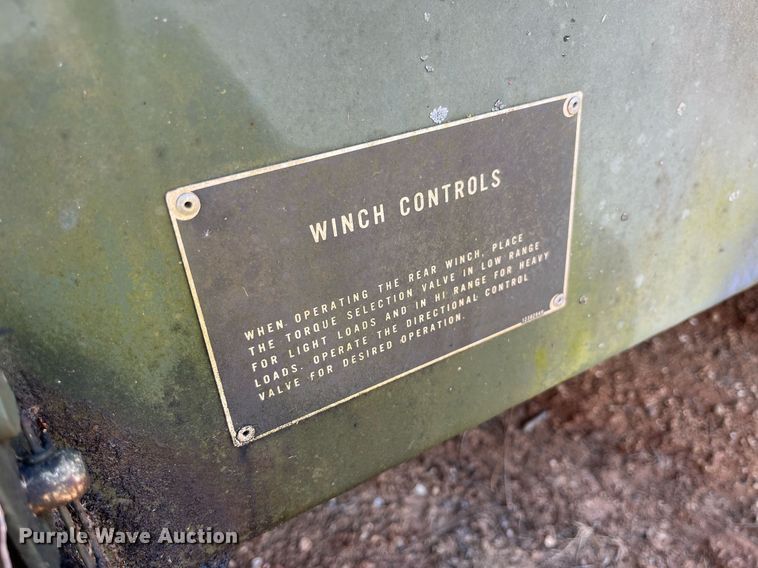 WINCH CONTROLS
WHEN OPERATING THE REAR WINCH, PLACE
THE TORQUE SELECTION VALVE IN LOW RANGE
FOR LIGHT LOADS AND IN HI RANGE FOR HEAVY
LOADS. OPERATE THE DIRECTIONAL CONTROL
VALVE FOR DESIRED OPERATION.
Purple Wave Auction